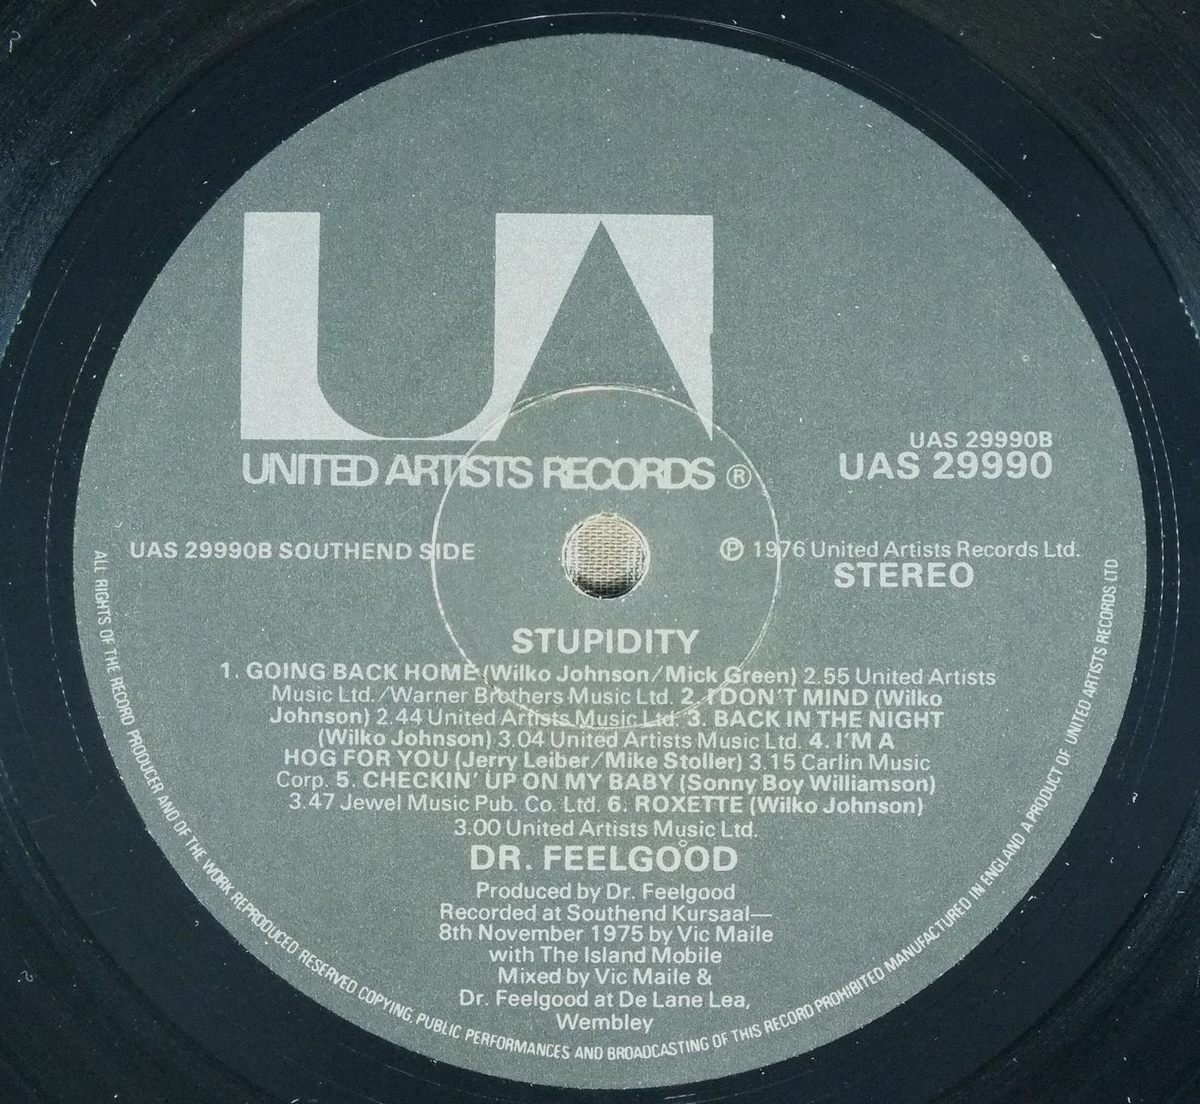 UA
UNITED ARTISTS RECORDS ®
UAS 29990B
UAS 29990
UAS 29990B SOUTHEND SIDE
℗ 1976 United Artists Records Ltd.
STEREO
STUPIDITY
1. GOING BACK HOME (Wilko Johnson/Mick Green) 2.55 United Artists
Music Ltd./Warner Brothers Music Ltd. 2. I DON'T MIND (Wilko
Johnson) 2.44 United Artists Music Ltd. 3. BACK IN THE NIGHT
(Wilko Johnson) 3.04 United Artists Music Ltd. 4. I'M A
HOG FOR YOU (Jerry Leiber/Mike Stoller) 3.15 Carlin Music
Corp. 5. CHECKIN' UP ON MY BABY (Sonny Boy Williamson)
3.47 Jewel Music Pub. Co. Ltd. 6. ROXETTE (Wilko Johnson)
3.00 United Artists Music Ltd.
DR. FEELGOOD
Produced by Dr. Feelgood
Recorded at Southend Kursaal—
8th November 1975 by Vic Maile
with The Island Mobile
Mixed by Vic Maile &
Dr. Feelgood at De Lane Lea,
Wembley
ALL RIGHTS OF THE RECORD PRODUCER AND OF THE WORK REPRODUCED RESERVED COPYING, PUBLIC PERFORMANCES AND BROADCASTING OF THIS RECORD PROHIBITED MANUFACTURED IN ENGLAND A PRODUCT OF UNITED ARTISTS RECORDS LTD